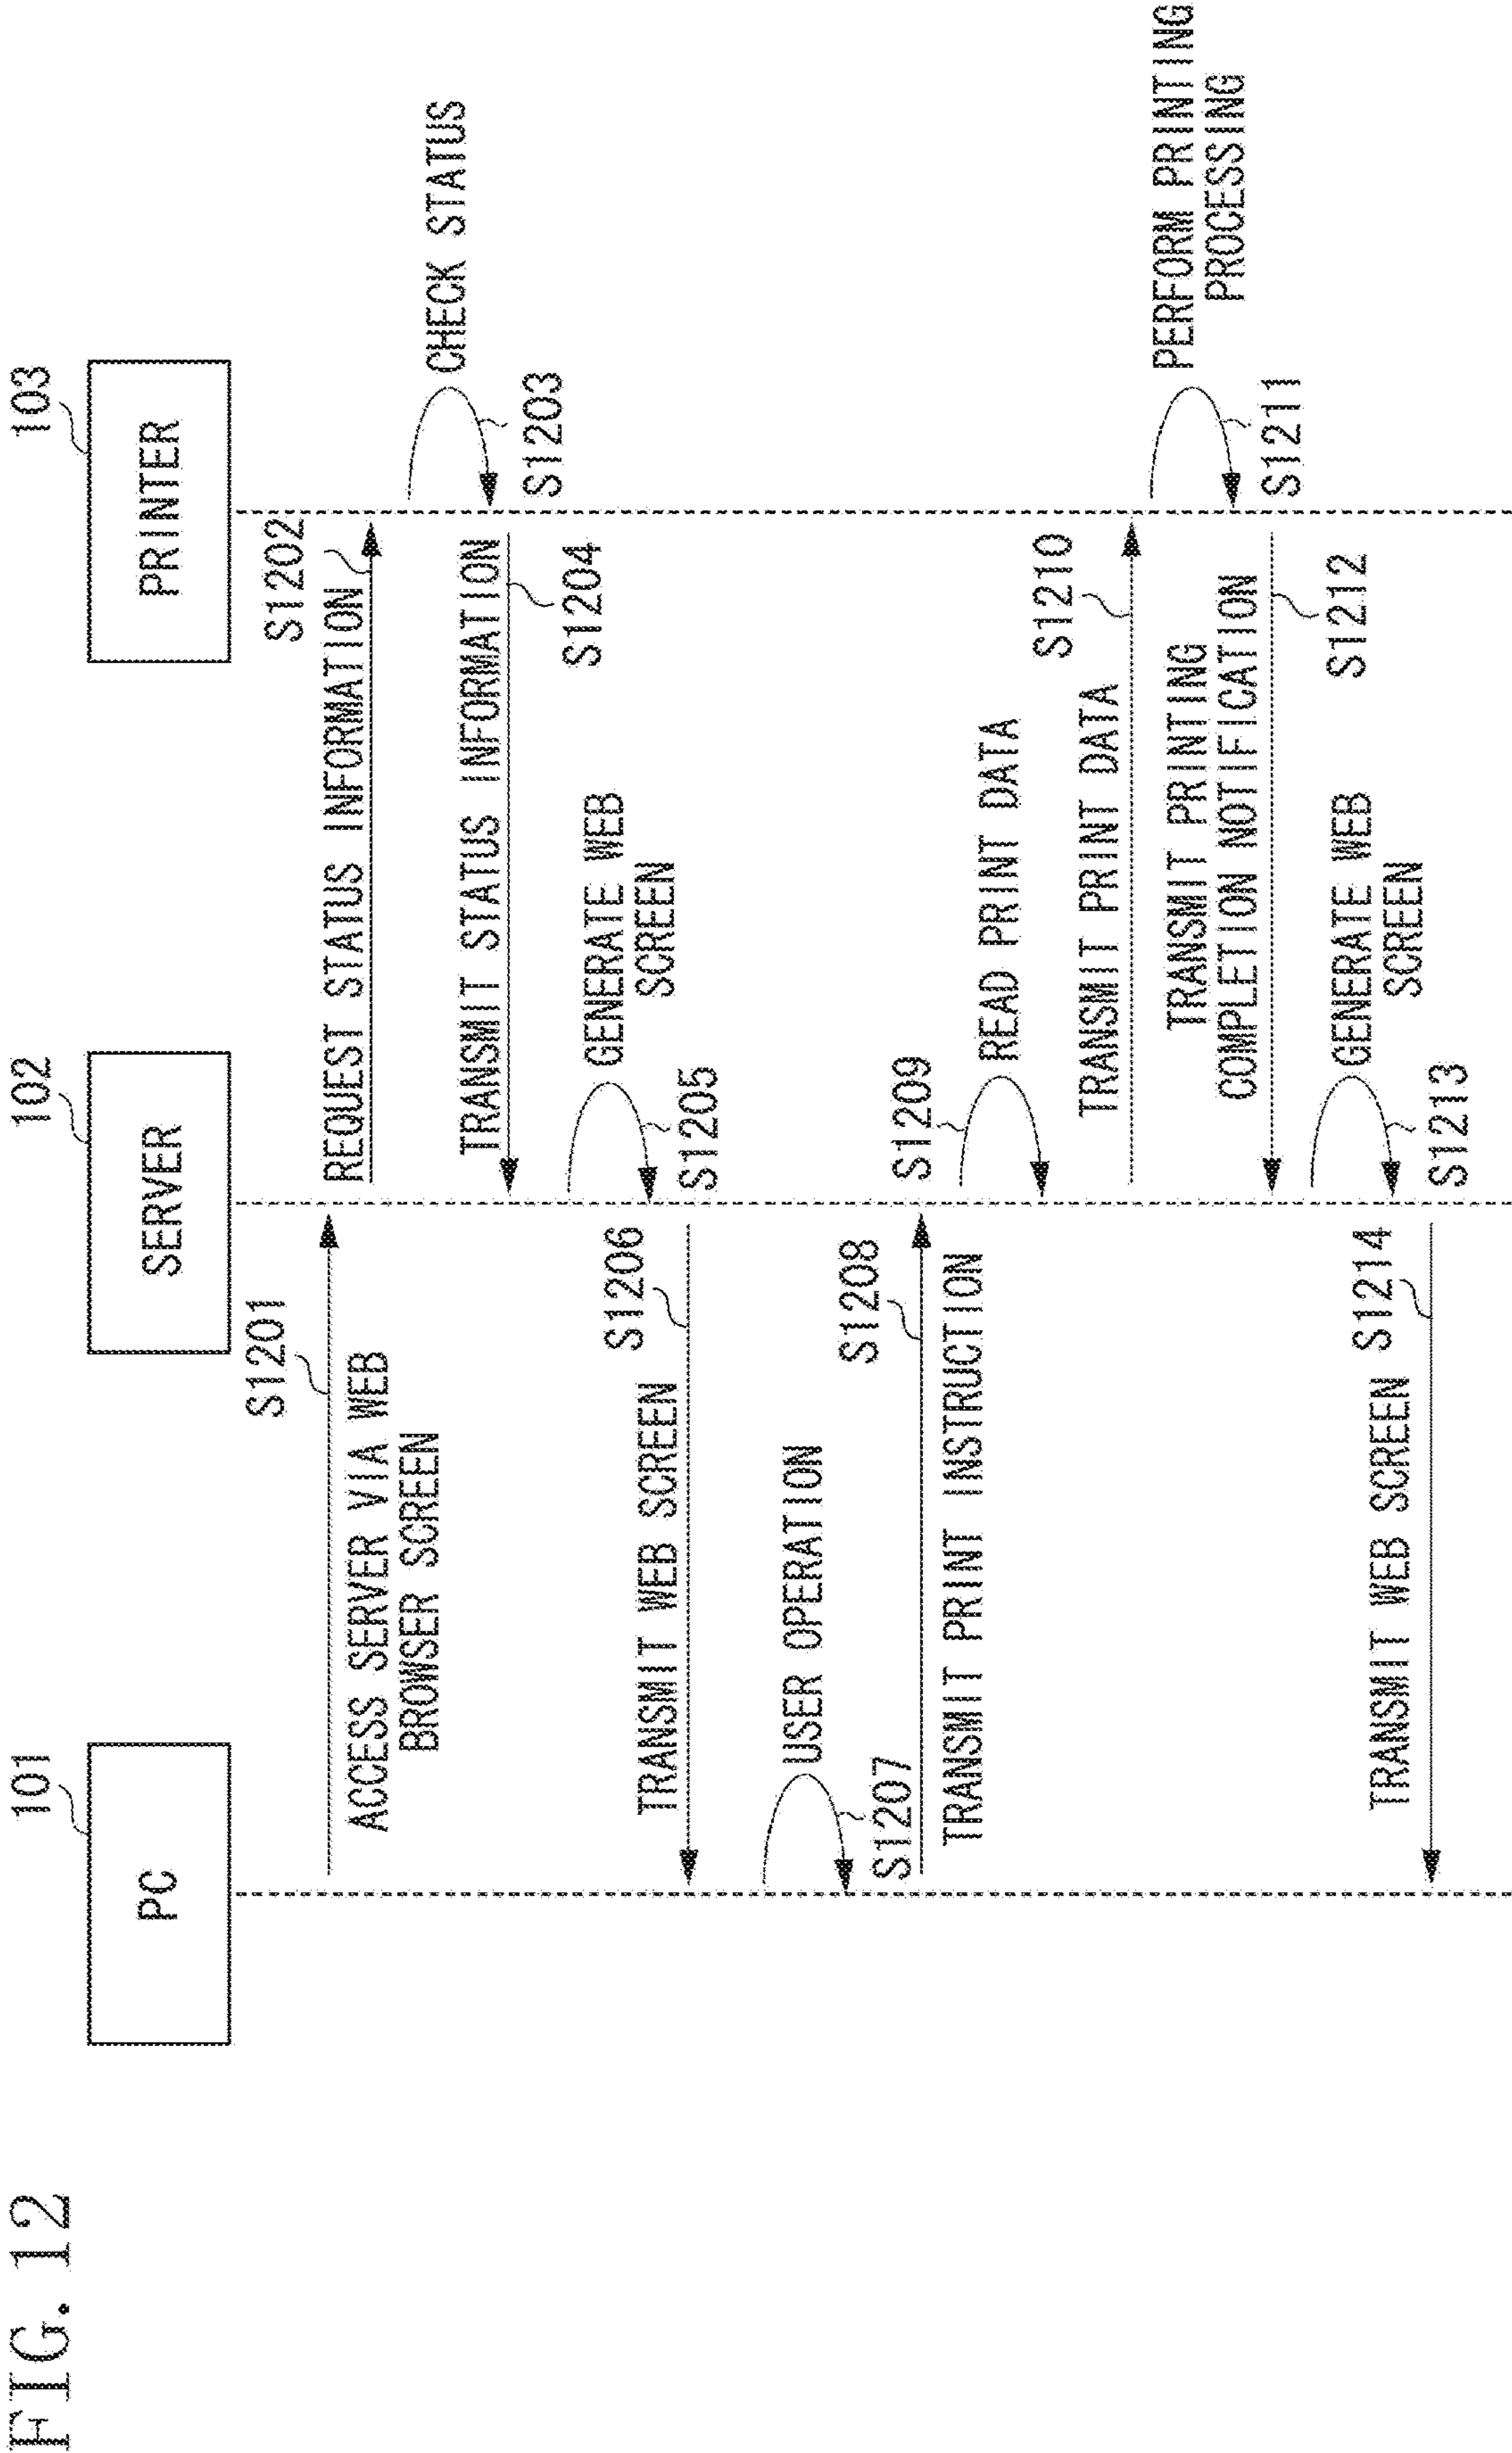 FIG. 12
101
PC
102
SERVER
103
PRINTER
S1201
ACCESS SERVER VIA WEB
BROWSER SCREEN
S1202
REQUEST STATUS INFORMATION
CHECK STATUS
S1203
TRANSMIT STATUS INFORMATION
S1204
GENERATE WEB
SCREEN
S1205
S1206
TRANSMIT WEB SCREEN
USER OPERATION
S1207
S1208
TRANSMIT PRINT INSTRUCTION
S1209
READ PRINT DATA
S1210
TRANSMIT PRINT DATA
PERFORM PRINTING
PROCESSING
S1211
TRANSMIT PRINTING
COMPLETION NOTIFICATION
S1212
GENERATE WEB
SCREEN
S1213
S1214
TRANSMIT WEB SCREEN